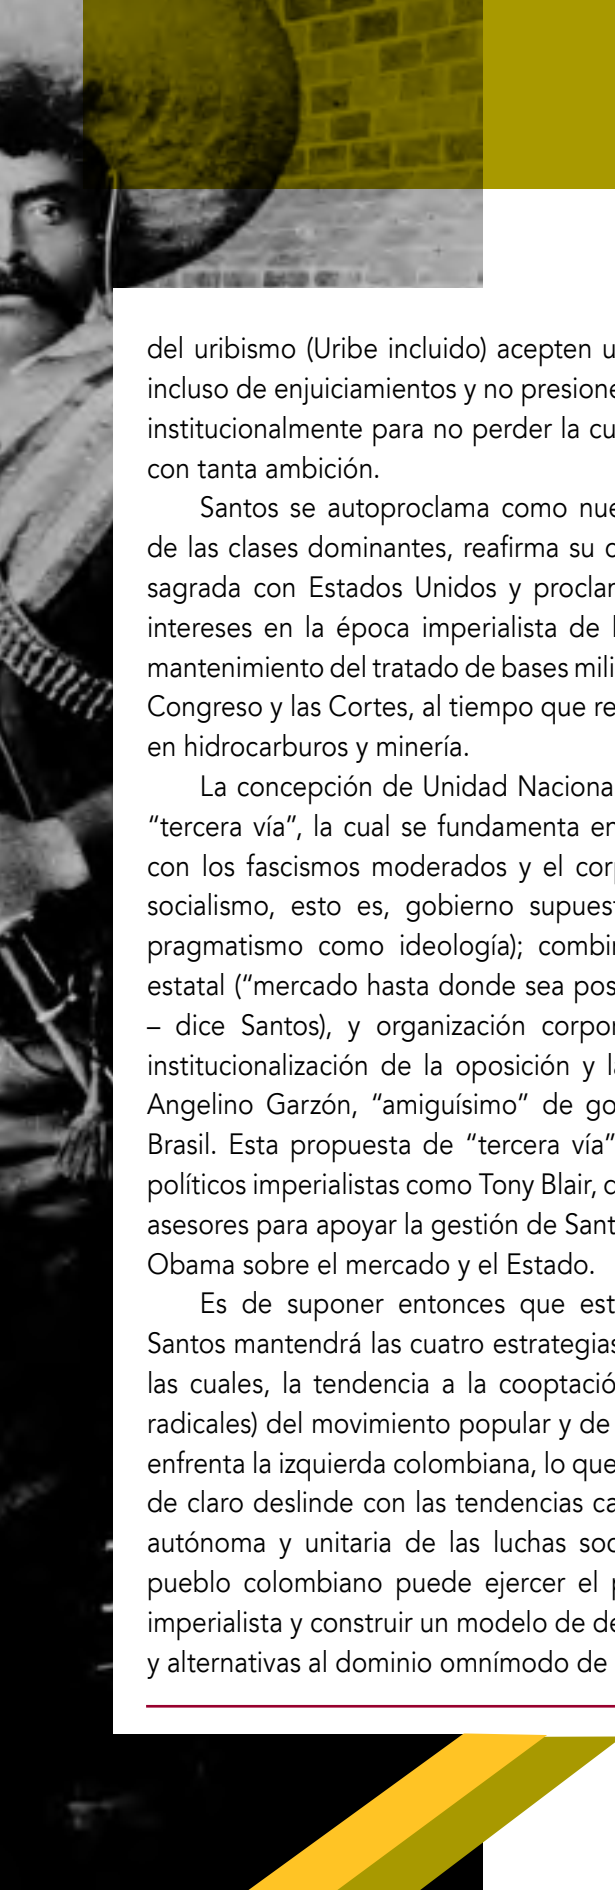 del uribismo (Uribe incluido) acepten u
incluso de enjuiciamientos y no presione
institucionalmente para no perder la cu
con tanta ambición.
Santos se autoproclama como nue
de las clases dominantes, reafirma su
sagrada con Estados Unidos y proclar
intereses en la época imperialista de
mantenimiento del tratado de bases mili
Congreso y las Cortes, al tiempo que re
en hidrocarburos y minería.
La concepción de Unidad Naciona
“tercera vía”, la cual se fundamenta en
con los fascismos moderados y el corp
socialismo, esto es, gobierno supuest
pragmatismo como ideología); combin
estatal (“mercado hasta donde sea pos
– dice Santos), y organización corpor
institucionalización de la oposición y la
Angelino Garzón, “amiguísimo” de go
Brasil. Esta propuesta de “tercera vía”
políticos imperialistas como Tony Blair,
asesores para apoyar la gestión de Sant
Obama sobre el mercado y el Estado.
Es de suponer entonces que est
Santos mantendrá las cuatro estrategias
las cuales, la tendencia a la cooptació
radicales) del movimiento popular y de
enfrenta la izquierda colombiana, lo que
de claro deslinde con las tendencias ca
autónoma y unitaria de las luchas soc
pueblo colombiano puede ejercer el
imperialista y construir un modelo de de
y alternativas al dominio omnímodo de